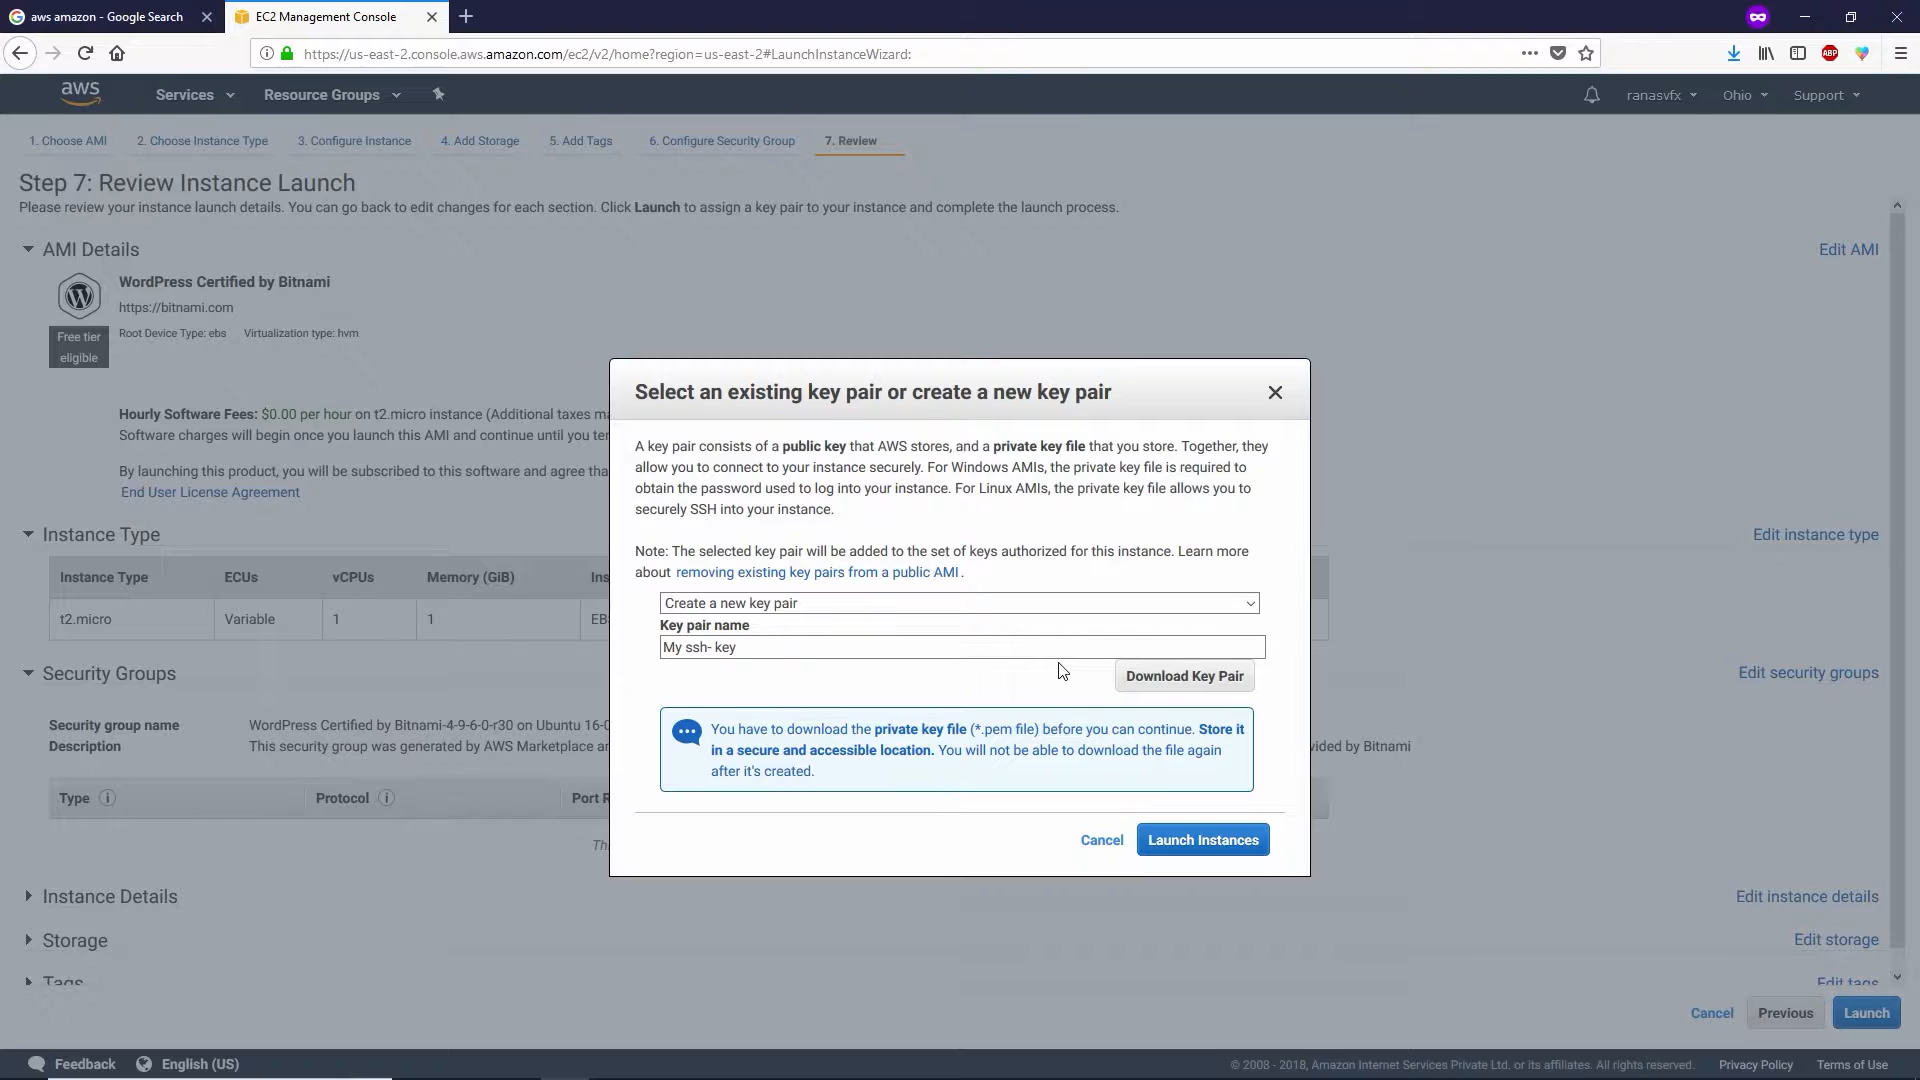 aws amazon - Google Search
EC2 Management Console
https://us-east-2.console.aws.amazon.com/ec2/v2/home?region=us-east-2#LaunchInstanceWizard:
ABP
aws
Services
Resource Groups
ranasvfx
Ohio
Support
1. Choose AMI
2. Choose Instance Type
3. Configure Instance
4. Add Storage
5. Add Tags
6. Configure Security Group
7. Review
Step 7: Review Instance Launch
Please review your instance launch details. You can go back to edit changes for each section. Click Launch to assign a key pair to your instance and complete the launch process.
AMI Details
Edit AMI
WordPress Certified by Bitnami
https://bitnami.com
Free tier
eligible
Root Device Type: ebs Virtualization type: hvm
Hourly Software Fees: $0.00 per hour on t2.micro instance (Additional taxes ma
Software charges will begin once you launch this AMI and continue until you ter
By launching this product, you will be subscribed to this software and agree tha
End User License Agreement
Instance Type
Edit instance type
Instance Type ECUs vCPUs Memory (GiB) Ins
t2.micro Variable 1 1 EB
Security Groups
Edit security groups
Security group name WordPress Certified by Bitnami-4-9-6-0-r30 on Ubuntu 16-0
Description This security group was generated by AWS Marketplace an
vided by Bitnami
Type Protocol Port R
Th
Instance Details
Edit instance details
Storage
Edit storage
Tags
Edit tags
Select an existing key pair or create a new key pair
A key pair consists of a public key that AWS stores, and a private key file that you store. Together, they
allow you to connect to your instance securely. For Windows AMIs, the private key file is required to
obtain the password used to log into your instance. For Linux AMIs, the private key file allows you to
securely SSH into your instance.
Note: The selected key pair will be added to the set of keys authorized for this instance. Learn more
about removing existing key pairs from a public AMI.
Create a new key pair
Key pair name
My ssh- key
Download Key Pair
You have to download the private key file (*.pem file) before you can continue. Store it
in a secure and accessible location. You will not be able to download the file again
after it's created.
Cancel
Launch Instances
Cancel
Previous
Launch
Feedback
English (US)
© 2008 - 2018, Amazon Internet Services Private Ltd. or its affiliates. All rights reserved.
Privacy Policy
Terms of Use